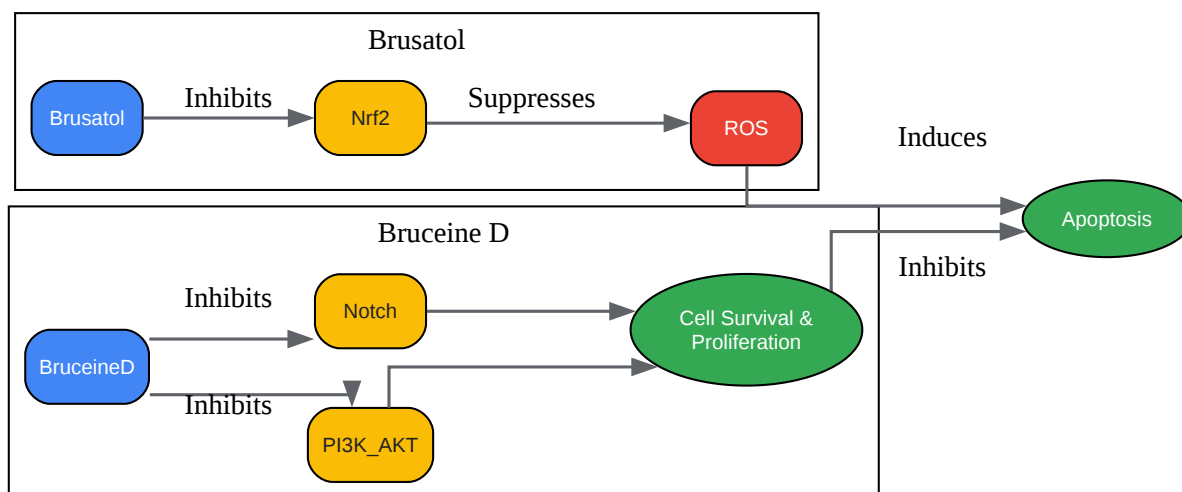 Brusatol
Inhibits
Suppresses
Brusatol
Nrf2
ROS
Induces
Apoptosis
Inhibits
Bruceine D
Inhibits
Notch
Cell Survival &
Proliferation
BruceineD
Inhibits
PI3K_AKT